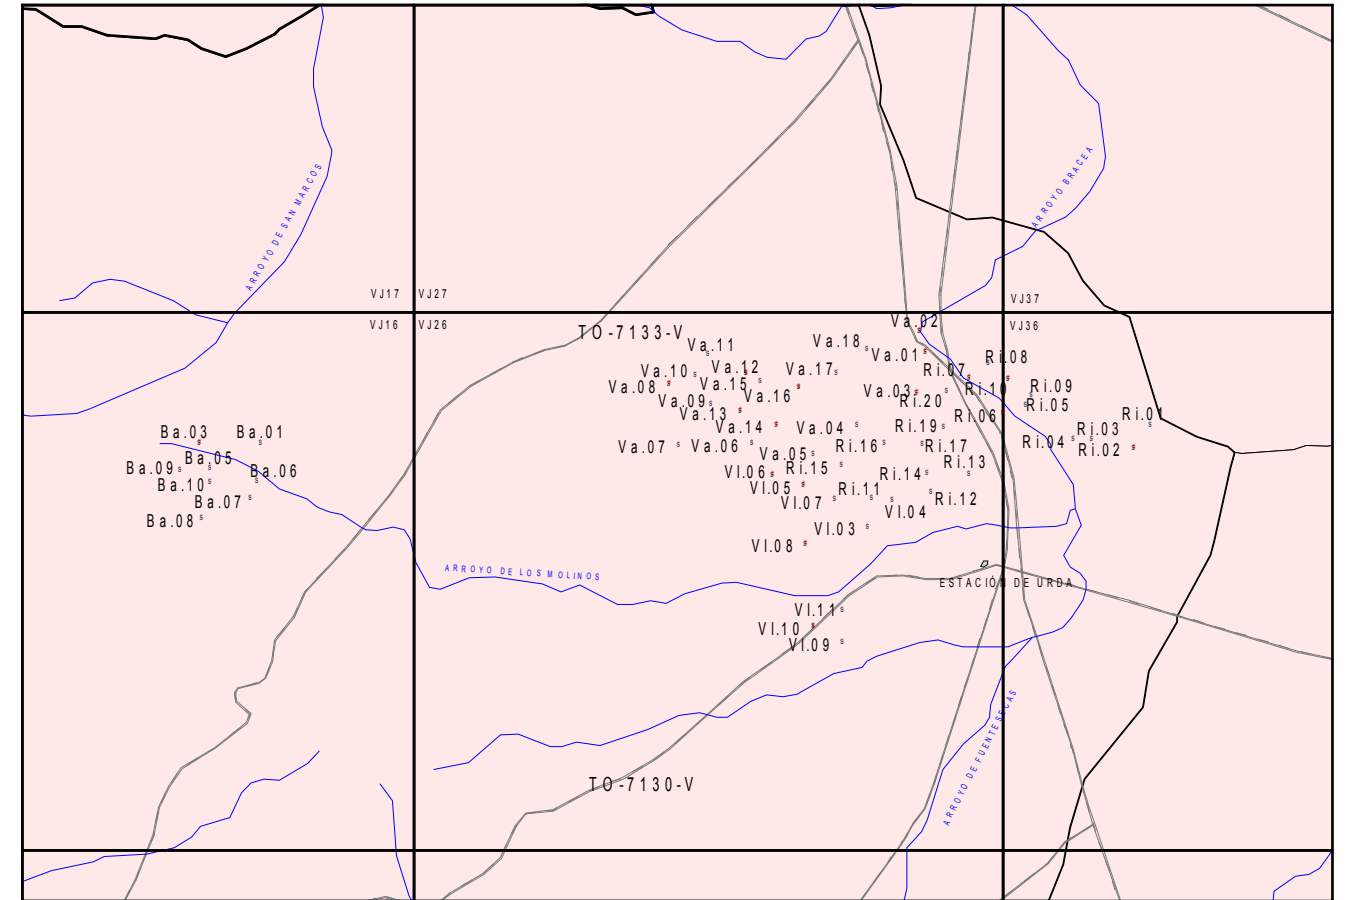 ARROYO DE SAN MARCOS
ARROYO BRACEA
VJ17
VJ27
VJ37
VJ16
VJ26
VJ36
TO-7133-V
Va.02
Va.11
Va.18
Va.01
Ri.08
Va.10
Va.12
Va.17
Ri.07
Va.08
Va.15
Va.16
Va.03
Ri.10
Ri.09
Va.09
Ri.20
Ri.05
Va.13
Ri.06
Ri.01
Va.14
Va.04
Ri.19
Ri.03
Ba.03
Ba.01
Va.07
Va.06
Ri.16
Ri.17
Ri.04
Ri.02
Va.05
Ba.05
Ba.09
Ba.06
Vl.06
Ri.15
Ri.14
Ri.13
Ba.10
Vl.05
Ri.11
Ba.07
Vl.07
Ri.12
Vl.04
Ba.08
Vl.03
Vl.08
ARROYO DE LOS MOLINOS
ESTACIÓN DE URDA
Vl.11
Vl.10
Vl.09
ARROYO DE FUENTESECAS
TO-7130-V